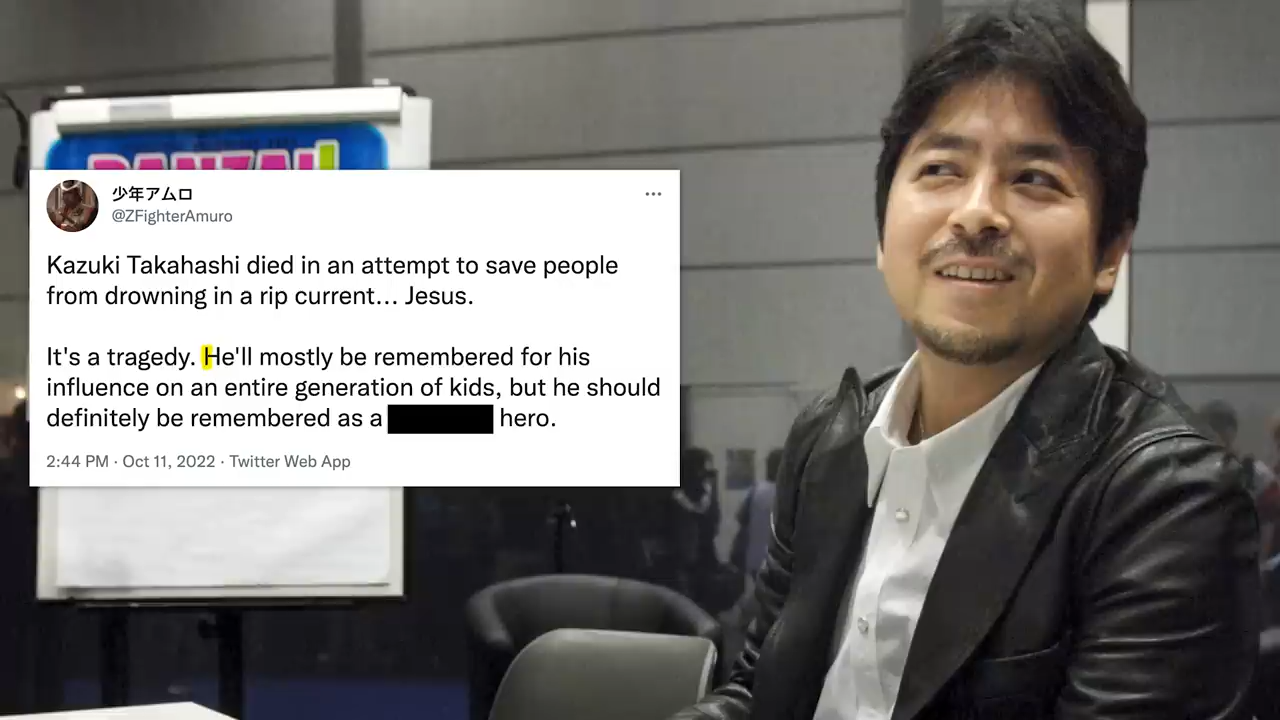 BANZAI!
少年アムロ
@ZFighterAmuro
Kazuki Takahashi died in an attempt to save people
from drowning in a rip current... Jesus.
It's a tragedy. He'll mostly be remembered for his
influence on an entire generation of kids, but he should
definitely be remembered as a hero.
2:44 PM · Oct 11, 2022 · Twitter Web App